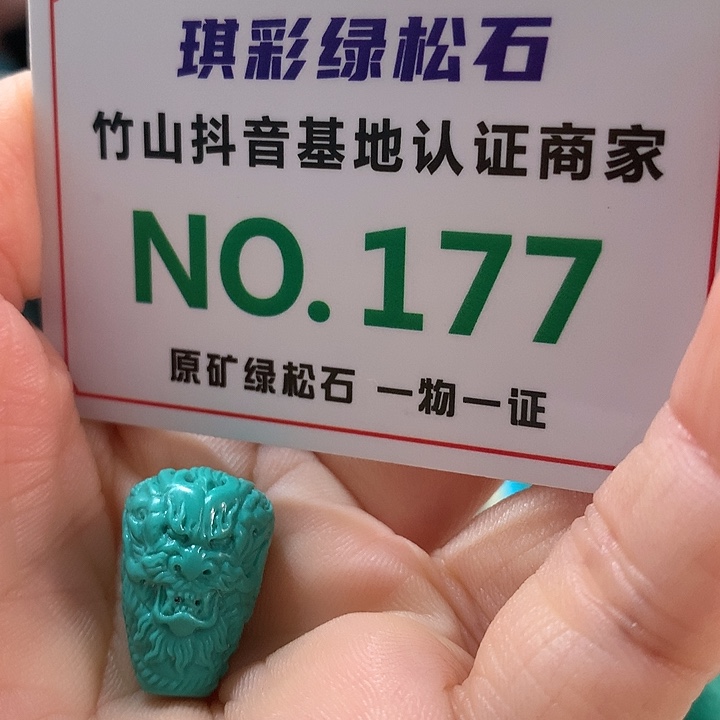 琪彩绿松石
竹山抖音基地认证商家
NO.177
原矿绿松石 一物一证